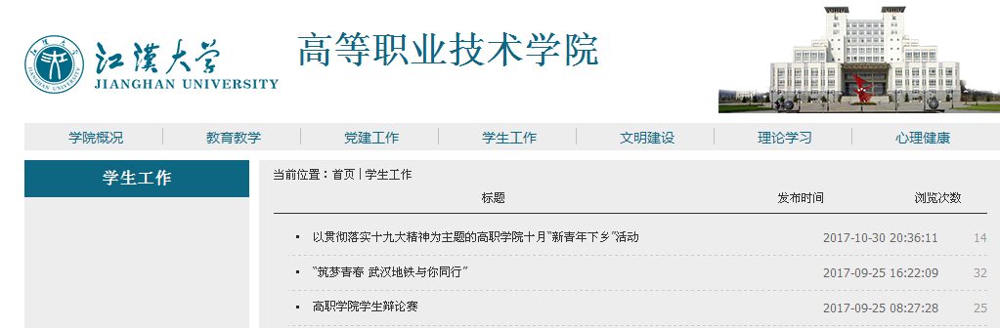 江漢大学
JIANGHAN UNIVERSITY
高等职业技术学院
学院概况 教育教学 党建工作 学生工作 文明建设 理论学习 心理健康
学生工作
当前位置：首页 | 学生工作
标题 发布时间 浏览次数
以贯彻落实十九大精神为主题的高职学院十月“新青年下乡”活动 2017-10-30 20:36:11 14
“筑梦青春 武汉地铁与你同行” 2017-09-25 16:22:09 32
高职学院学生辩论赛 2017-09-25 08:27:28 25